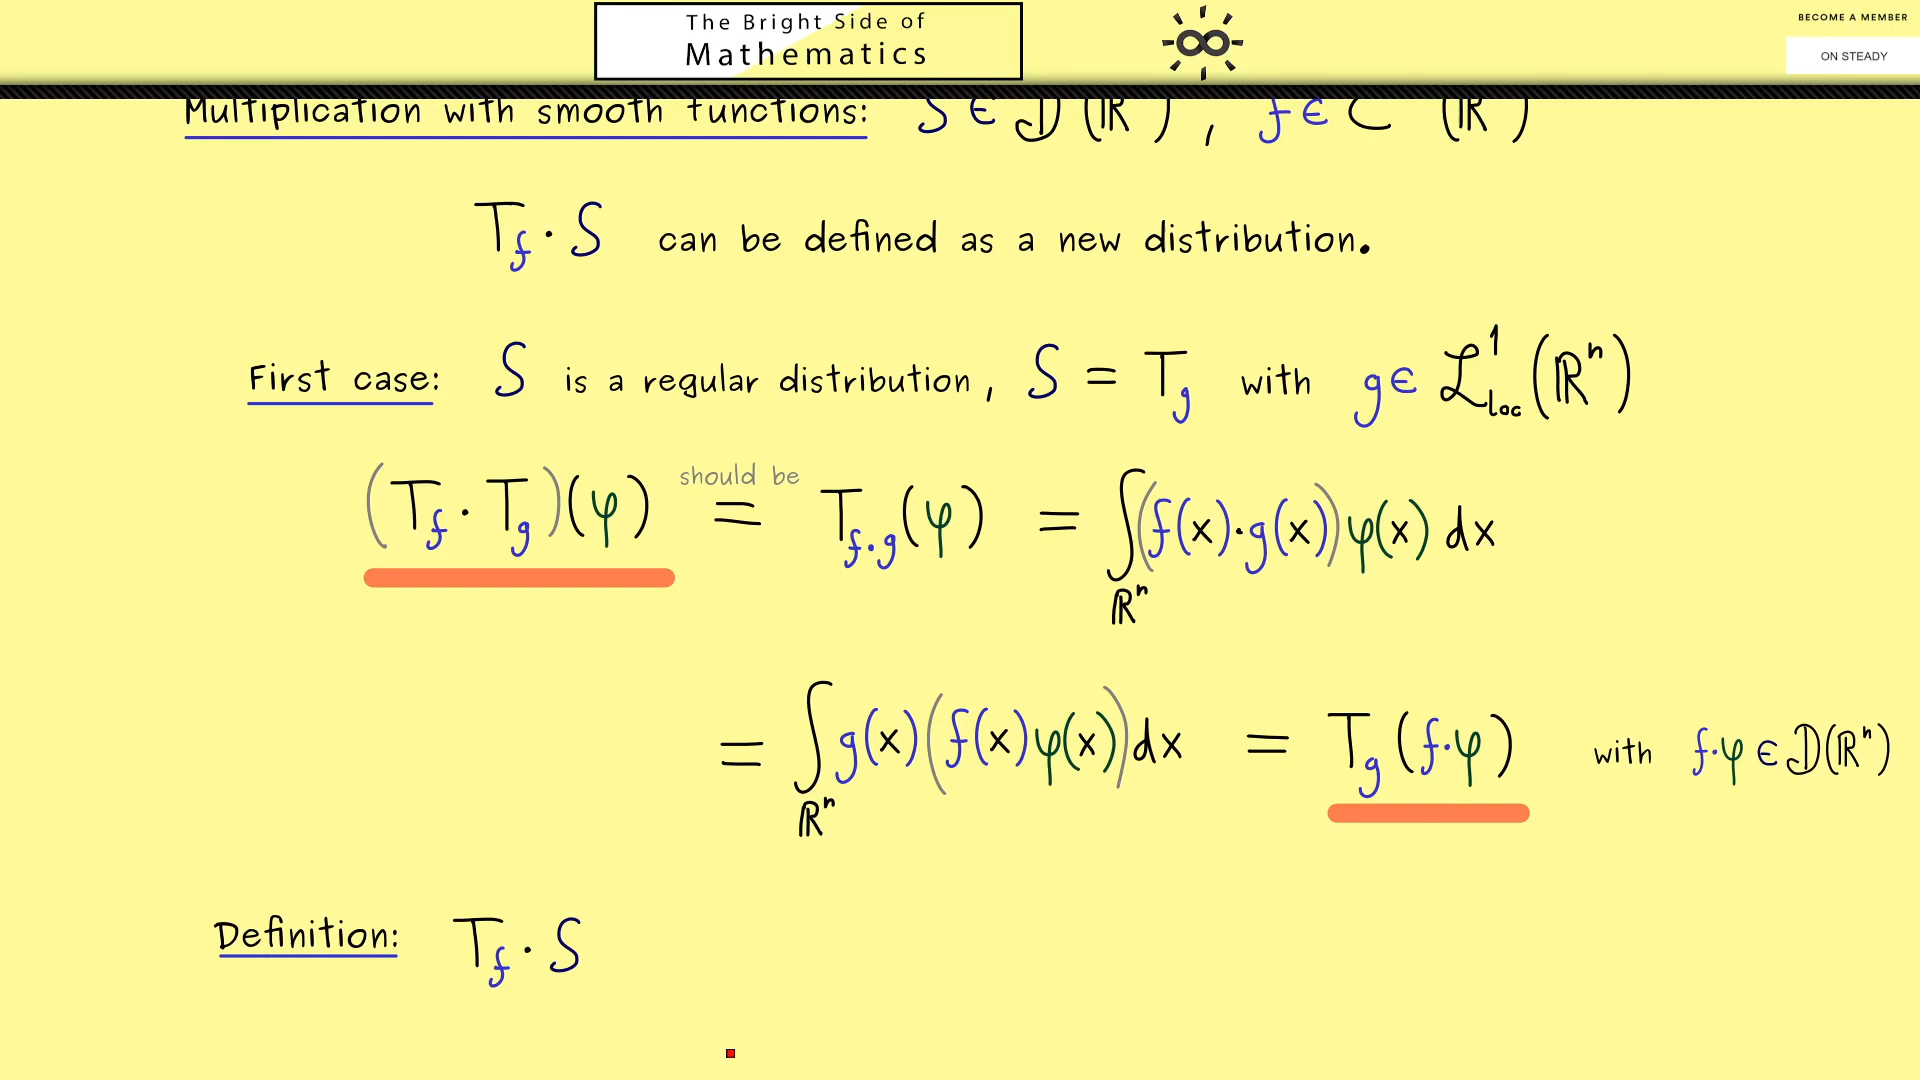 The Bright Side of
Mathematics
BECOME A MEMBER
ON STEADY
Multiplication with smooth functions: S ∈ D(ℝ), f ∈ C(ℝ)
T_f · S can be defined as a new distribution.
First case: S is a regular distribution, S = T_g with g ∈ ℒ¹_loc(ℝⁿ)
(T_f · T_g)(φ) should be = T_{f·g}(φ) = ∫_{ℝⁿ} (f(x)·g(x)) φ(x) dx
= ∫_{ℝⁿ} g(x)(f(x)φ(x)) dx = T_g(f·φ) with f·φ ∈ D(ℝⁿ)
Definition: T_f · S